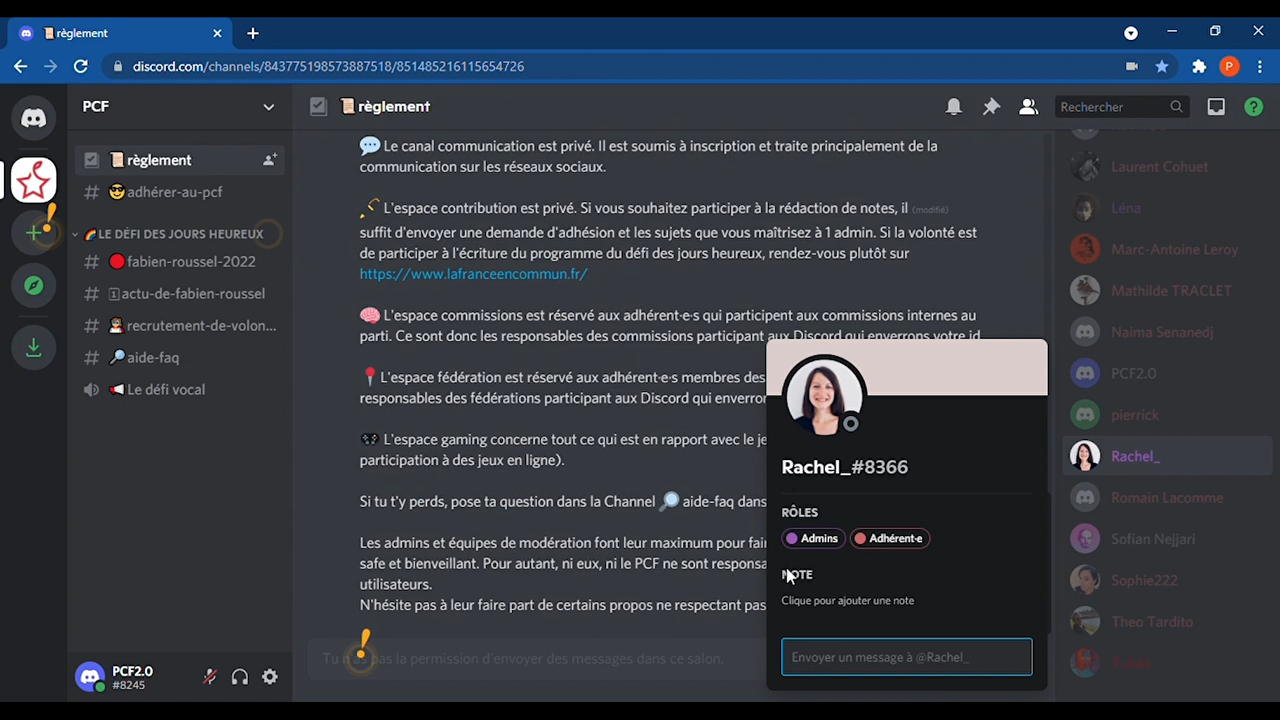 règlement
discord.com/channels/843775198573887518/851485216115654726
P
PCF
règlement
adhérer-au-pcf
LE DÉFI DES JOURS HEUREUX
fabien-roussel-2022
actu-de-fabien-roussel
recrutement-de-volon...
aide-faq
Le défi vocal
PCF2.0
#8245
règlement
Rechercher
Le canal communication est privé. Il est soumis à inscription et traite principalement de la
communication sur les réseaux sociaux.
L'espace contribution est privé. Si vous souhaitez participer à la rédaction de notes, il (modifié)
suffit d'envoyer une demande d'adhésion et les sujets que vous maîtrisez à 1 admin. Si la volonté est
de participer à l'écriture du programme du défi des jours heureux, rendez-vous plutôt sur
https://www.lafranceencommun.fr/
L'espace commissions est réservé aux adhérent·e·s qui participent aux commissions internes au
parti. Ce sont donc les responsables des commissions participant aux Discord qui enverrons votre id
L'espace fédération est réservé aux adhérent·e·s membres des
responsables des fédérations participant aux Discord qui enverron
L'espace gaming concerne tout ce qui est en rapport avec le je
participation à des jeux en ligne).
Si tu t'y perds, pose ta question dans la Channel 🔎 aide-faq dans
Les admins et équipes de modération font leur maximum pour fair
safe et bienveillant. Pour autant, ni eux, ni le PCF ne sont responsa
utilisateurs.
N'hésite pas à leur faire part de certains propos ne respectant pas
Tu n'as pas la permission d'envoyer des messages dans ce salon.
Rachel_#8366
RÔLES
Admins
Adhérent·e
NOTE
Clique pour ajouter une note
Envoyer un message à @Rachel_
Laurent Cohuet
Léna
Marc-Antoine Leroy
Mathilde TRACLET
Naima Senanedj
PCF2.0
pierrick
Rachel_
Romain Lacomme
Sofian Nejjari
Sophie222
Theo Tardito